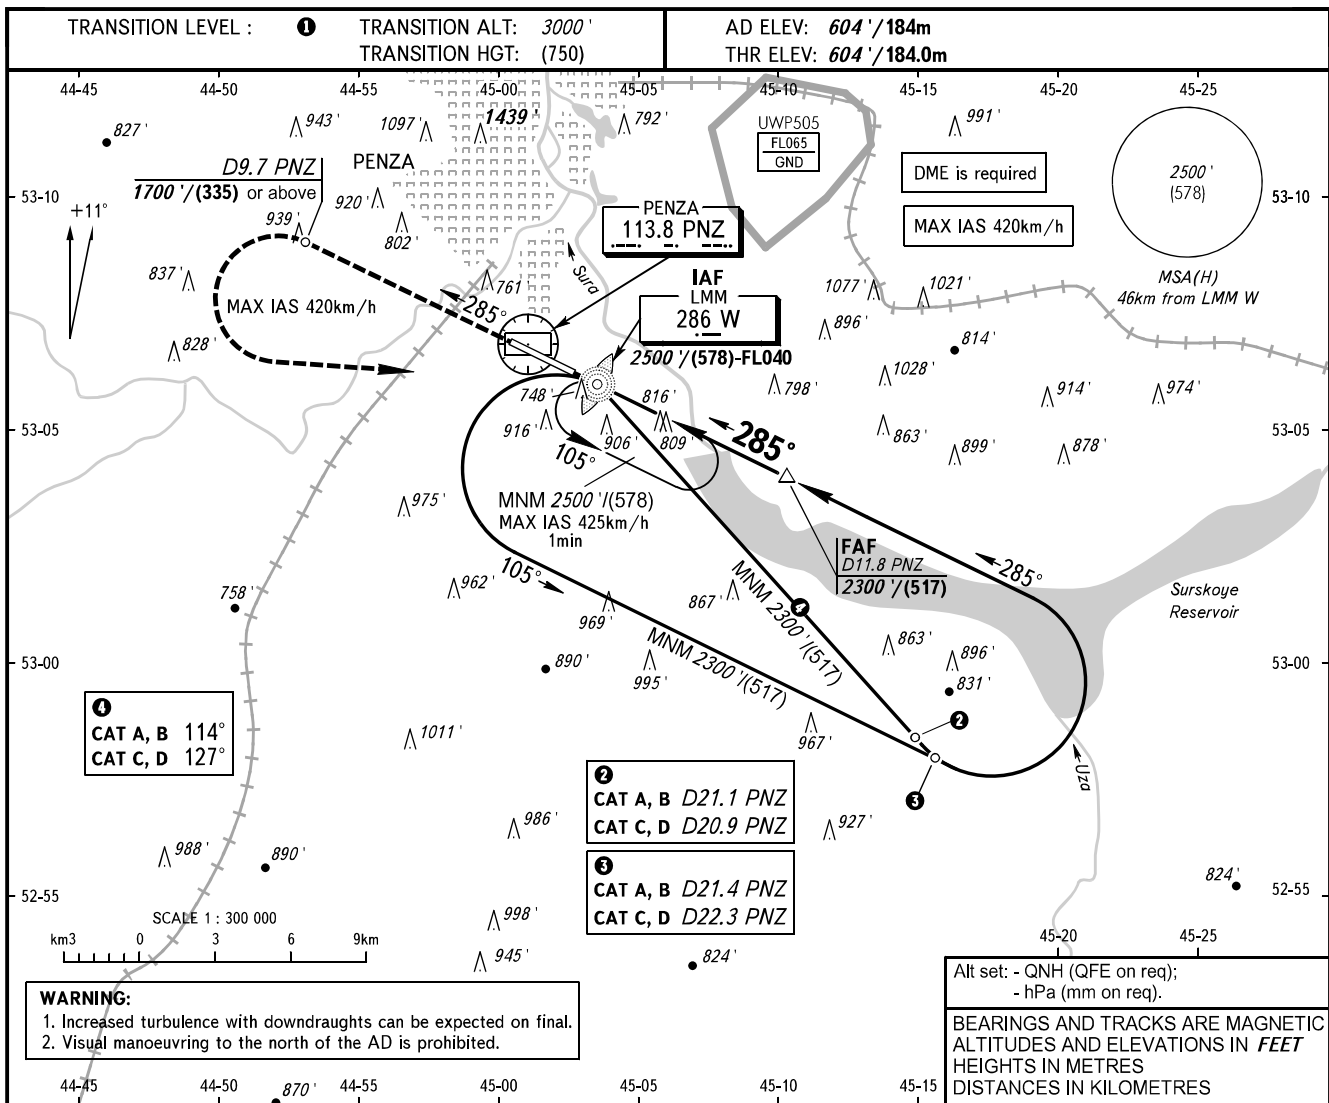 TRANSITION LEVEL : 1 TRANSITION ALT: 3000'
TRANSITION HGT: (750)
AD ELEV: 604'/184m
THR ELEV: 604'/184.0m
44-45 44-50 44-55 45-00 45-05 45-10 45-15 45-20 45-25
827'
943'
1097'
1439'
792'
991'
UWP505
FL065
GND
DME is required
MAX IAS 420km/h
2500'
(578)
MSA(H)
46km from LMM W
53-10
53-10
+11°
D9.7 PNZ
1700'/(335) or above
PENZA
920'
939'
802'
PENZA
113.8 PNZ
Sura
837'
761'
MAX IAS 420km/h
285°
IAF
LMM
286 W
2500'/(578)-FL040
1077'
1021'
896'
814'
828'
1028'
798'
914'
974'
748'
816'
53-05
53-05
916'
906'
809'
285°
863'
899'
878'
105°
MNM 2500'/(578)
MAX IAS 425km/h
1min
975'
FAF
D11.8 PNZ
2300'/(517)
285°
105°
962'
758'
969'
867'
MNM 2300'/(517)
4
MNM 2300'/(517)
Surskoye
Reservoir
863'
896'
831'
53-00
53-00
890'
995'
4
CAT A, B 114°
CAT C, D 127°
1011'
967'
2
3
Uza
2
CAT A, B D21.1 PNZ
CAT C, D D20.9 PNZ
986'
927'
988'
890'
3
CAT A, B D21.4 PNZ
CAT C, D D22.3 PNZ
824'
52-55
52-55
SCALE 1 : 300 000
km3 0 3 6 9km
998'
945'
824'
45-20 45-25
WARNING:
1. Increased turbulence with downdraughts can be expected on final.
2. Visual manoeuvring to the north of the AD is prohibited.
Alt set: - QNH (QFE on req);
- hPa (mm on req).
BEARINGS AND TRACKS ARE MAGNETIC
ALTITUDES AND ELEVATIONS IN FEET
HEIGHTS IN METRES
DISTANCES IN KILOMETRES
44-45 44-50 44-55 45-00 45-05 45-10 45-15
870'